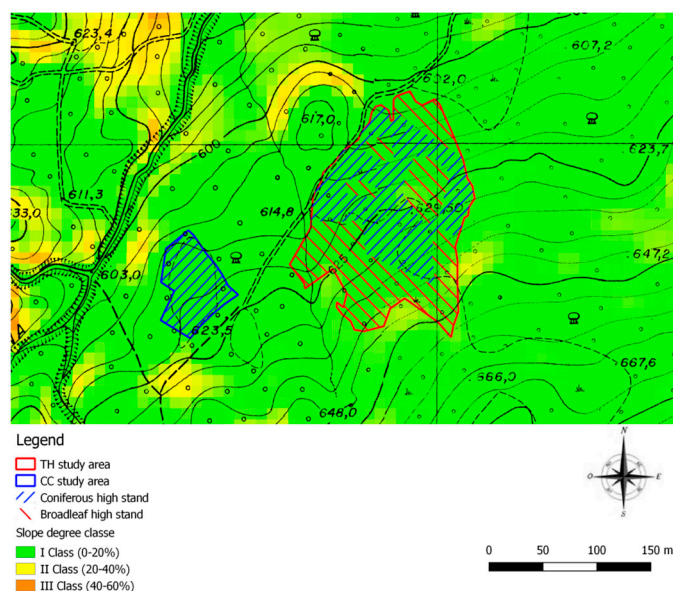 623,4
607,2
602,0
617,0
600
623,7
611,3
614,8
633,0
647,2
603,0
623,5
667,6
666,0
648,0
Legend
TH study area
CC study area
Coniferous high stand
Broadleaf high stand
Slope degree classe
I Class (0-20%)
II Class (20-40%)
III Class (40-60%)
N
O
E
S
0 50 100 150 m